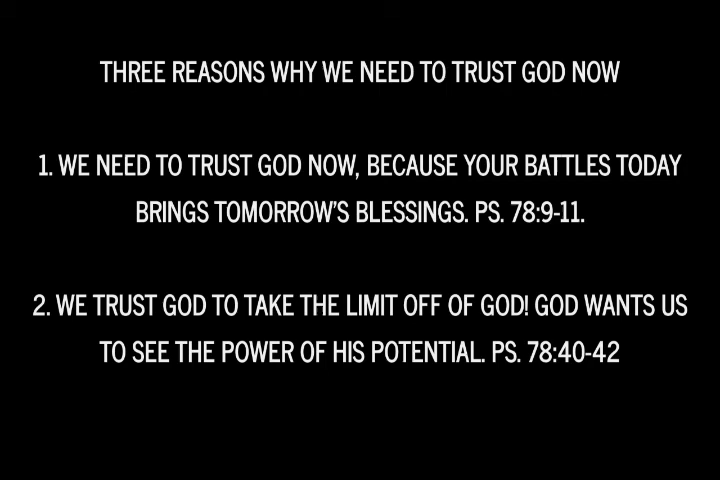 THREE REASONS WHY WE NEED TO TRUST GOD NOW
1. WE NEED TO TRUST GOD NOW, BECAUSE YOUR BATTLES TODAY
BRINGS TOMORROW'S BLESSINGS. PS. 78:9-11.
2. WE TRUST GOD TO TAKE THE LIMIT OFF OF GOD! GOD WANTS US
TO SEE THE POWER OF HIS POTENTIAL. PS. 78:40-42